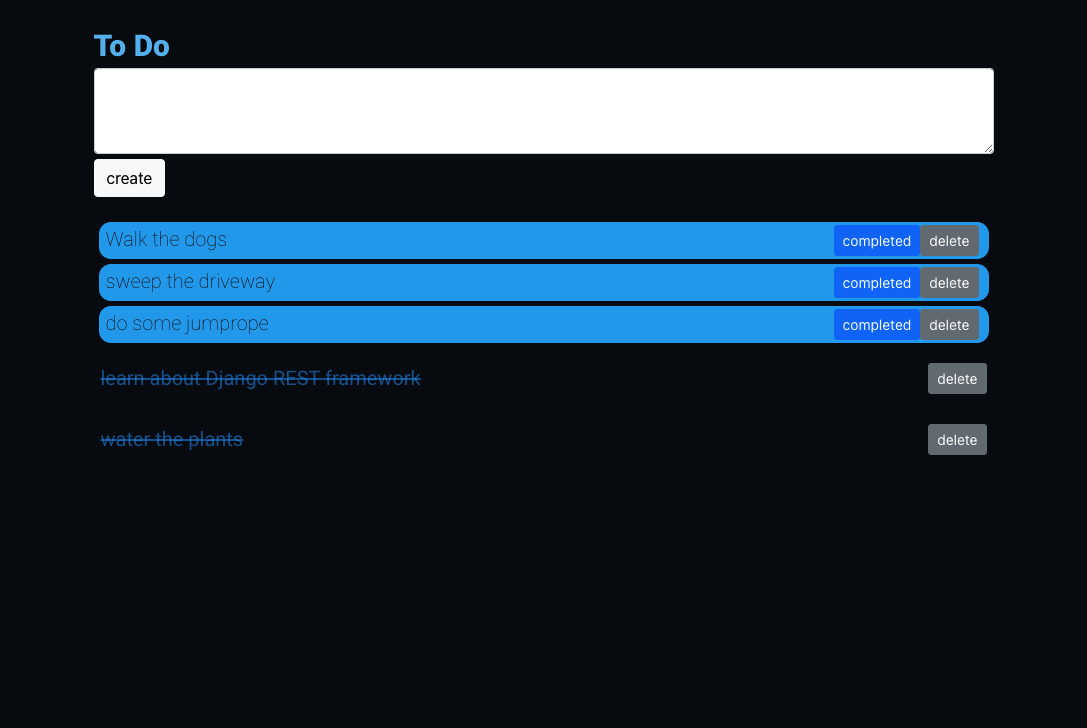 To Do
create
Walk the dogs completed delete
sweep the driveway completed delete
do some jumprope completed delete
learn about Django REST framework delete
water the plants delete